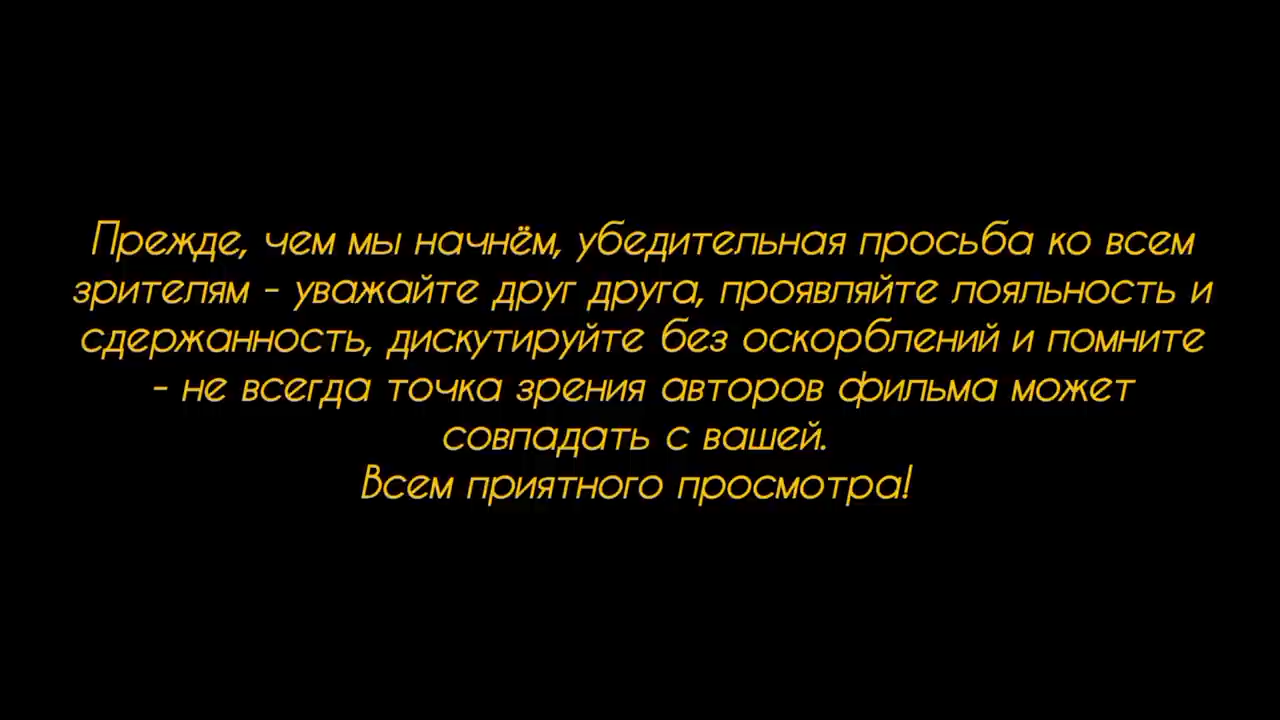 Прежде, чем мы начнём, убедительная просьба ко всем
зрителям - уважайте друг друга, проявляйте лояльность и
сдержанность, дискутируйте без оскорблений и помните
- не всегда точка зрения авторов фильма может
совпадать с вашей.
Всем приятного просмотра!